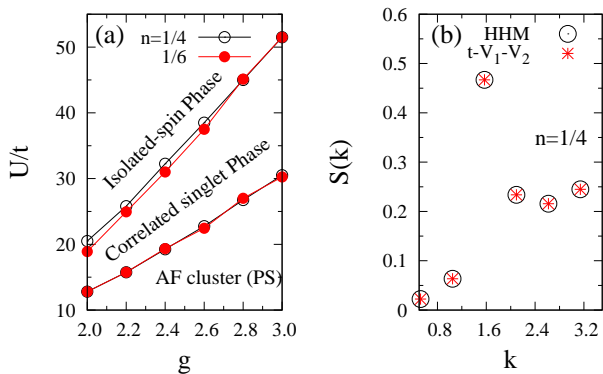 (a)
n=1/4
1/6
Isolated-spin Phase
Correlated singlet Phase
AF cluster (PS)
U/t
50
40
30
20
10
2.0 2.2 2.4 2.6 2.8 3.0
g
(b)
HHM
t-V₁-V₂
n=1/4
S(k)
0.6
0.5
0.4
0.3
0.2
0.1
0
0.8 1.6 2.4 3.2
k